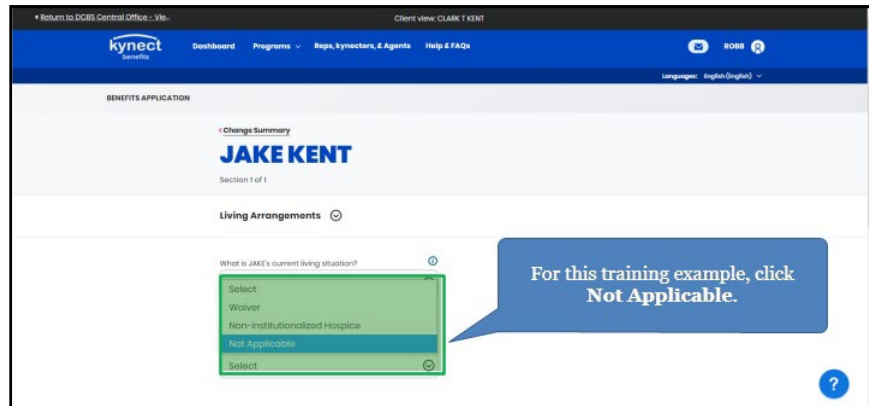 Return to DCBS Central Office - Vie..
Client view: CLARK T KENT
kynect
benefits
Dashboard Programs Reps, kynectors, & Agents Help & FAQs
ROBB
Languages: English (English)
BENEFITS APPLICATION
Change Summary
JAKE KENT
Section 1 of 1
Living Arrangements
What is JAKE's current living situation?
Select
Waiver
Non-institutionalized Hospice
Not Applicable
Select
For this training example, click
Not Applicable.
?